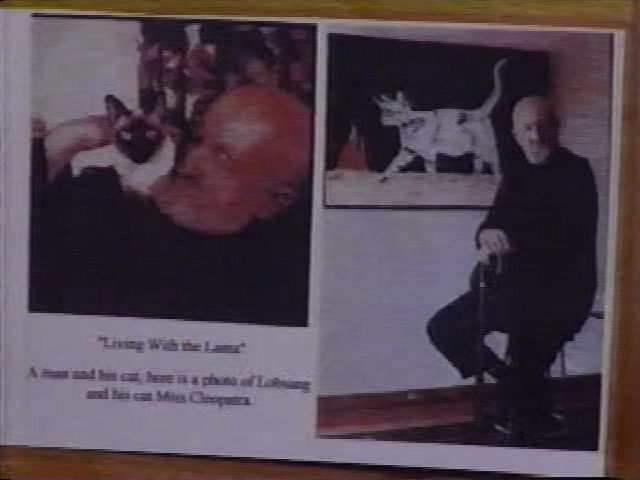 "Living With the Lama"
A man and his cat, here is a photo of Lobsang
and his cat Miss Cleopatra.